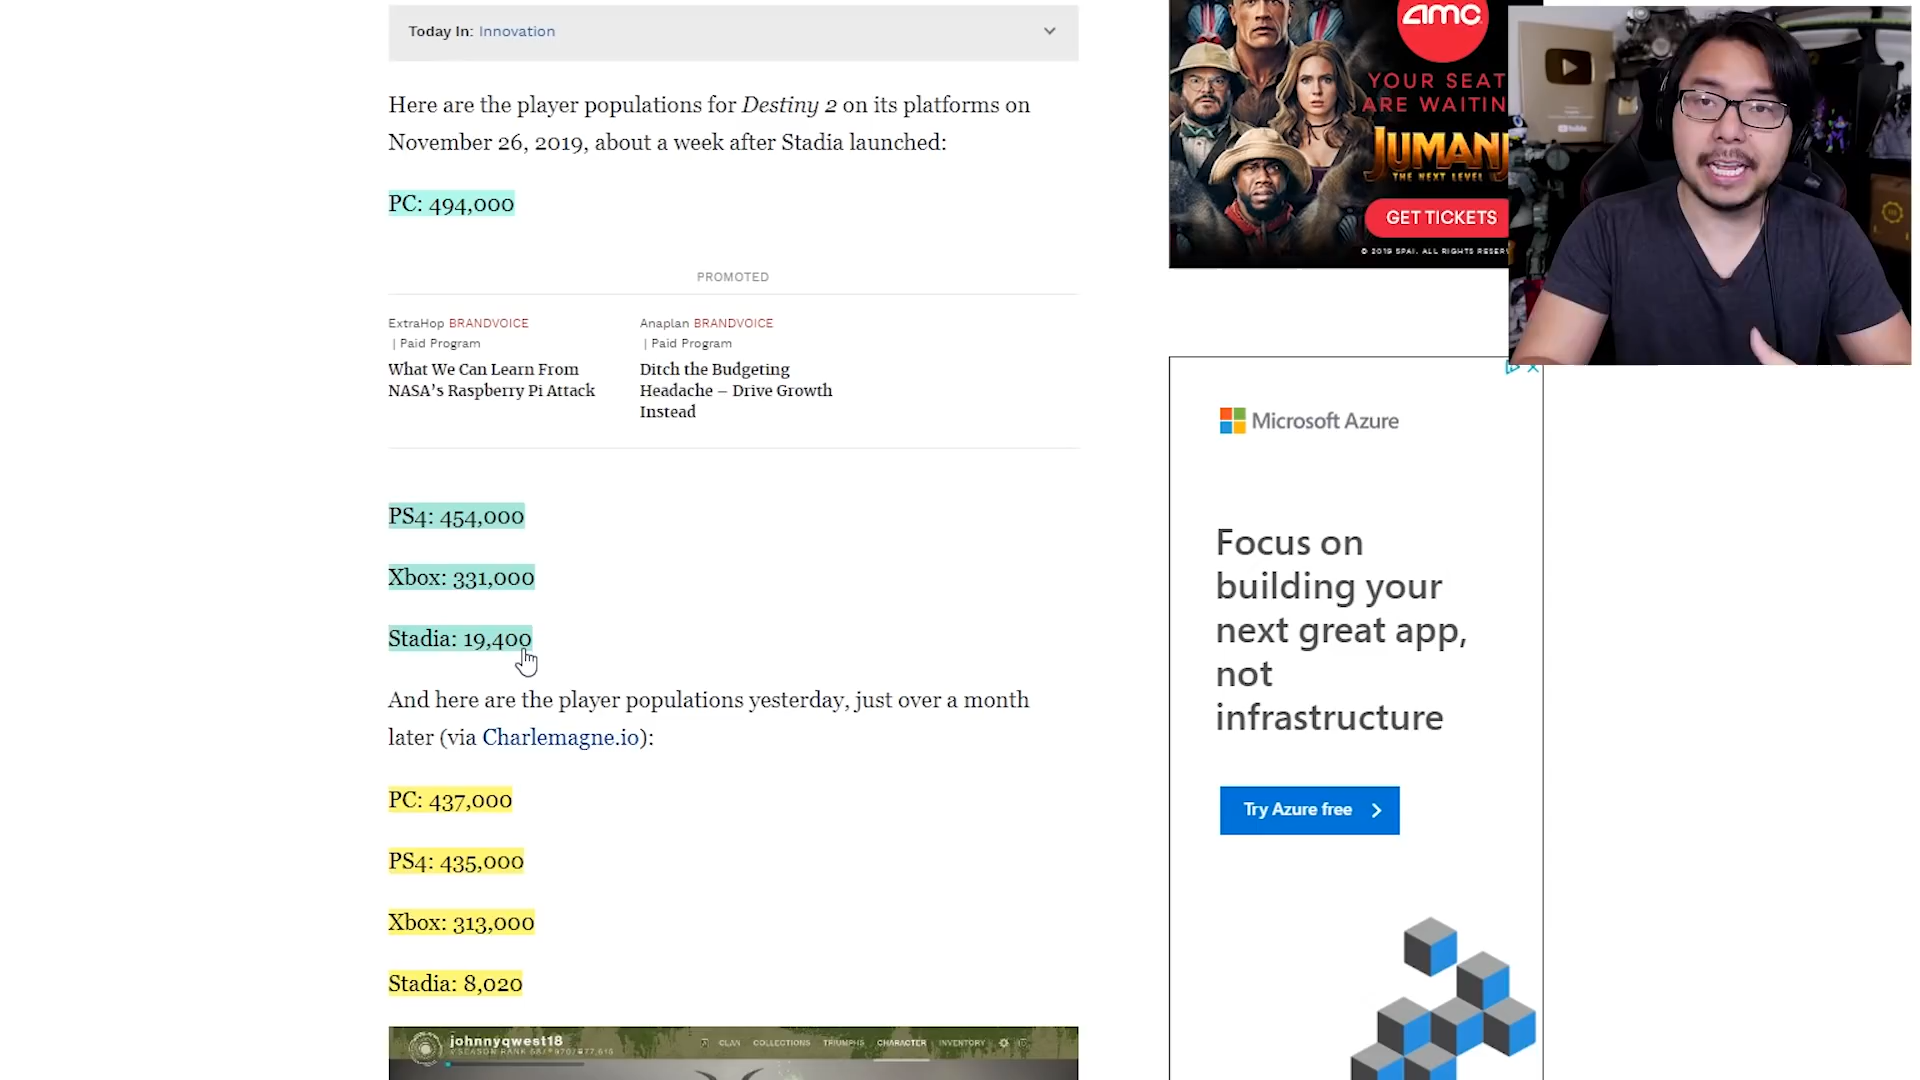 Today In: Innovation
Here are the player populations for Destiny 2 on its platforms on
November 26, 2019, about a week after Stadia launched:
PC: 494,000
PROMOTED
ExtraHop BRANDVOICE
| Paid Program
What We Can Learn From
NASA's Raspberry Pi Attack
Anaplan BRANDVOICE
| Paid Program
Ditch the Budgeting
Headache – Drive Growth
Instead
PS4: 454,000
Xbox: 331,000
Stadia: 19,400
And here are the player populations yesterday, just over a month
later (via Charlemagne.io):
PC: 437,000
PS4: 435,000
Xbox: 313,000
Stadia: 8,020
johnnyqwest18
CLAN COLLECTIONS TRIUMPHS CHARACTER INVENTORY
amc
YOUR SEAT
ARE WAITIN
JUMANJ
THE NEXT LEVEL
GET TICKETS
© 2019 SPAI. ALL RIGHTS RESERV
Microsoft Azure
Focus on
building your
next great app,
not
infrastructure
Try Azure free